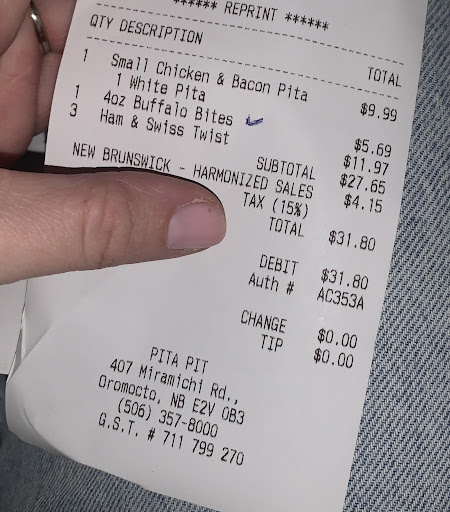 ****** REPRINT ******
QTY DESCRIPTION TOTAL
1 Small Chicken & Bacon Pita $9.99
1 White Pita
1 4oz Buffalo Bites $5.69
3 Ham & Swiss Twist $11.97
SUBTOTAL $27.65
NEW BRUNSWICK - HARMONIZED SALES
TAX (15%) $4.15
TOTAL $31.80
DEBIT $31.80
Auth # AC353A
CHANGE $0.00
TIP $0.00
PITA PIT
407 Miramichi Rd.,
Oromocto, NB E2V 0B3
(506) 357-8000
G.S.T. # 711 799 270